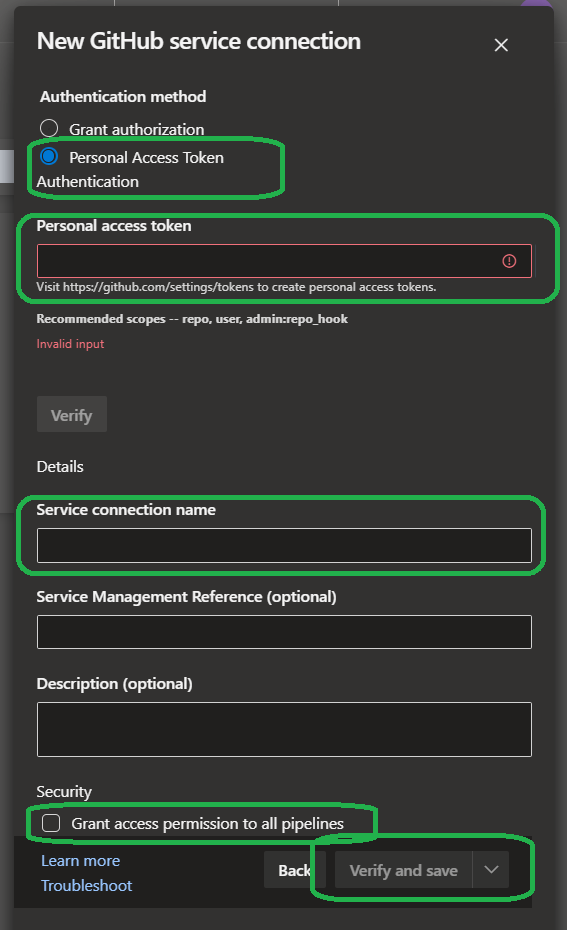 New GitHub service connection
Authentication method
Grant authorization
Personal Access Token
Authentication
Personal access token
Visit https://github.com/settings/tokens to create personal access tokens.
Recommended scopes -- repo, user, admin:repo_hook
Invalid input
Verify
Details
Service connection name
Service Management Reference (optional)
Description (optional)
Security
Grant access permission to all pipelines
Learn more
Troubleshoot
Back
Verify and save